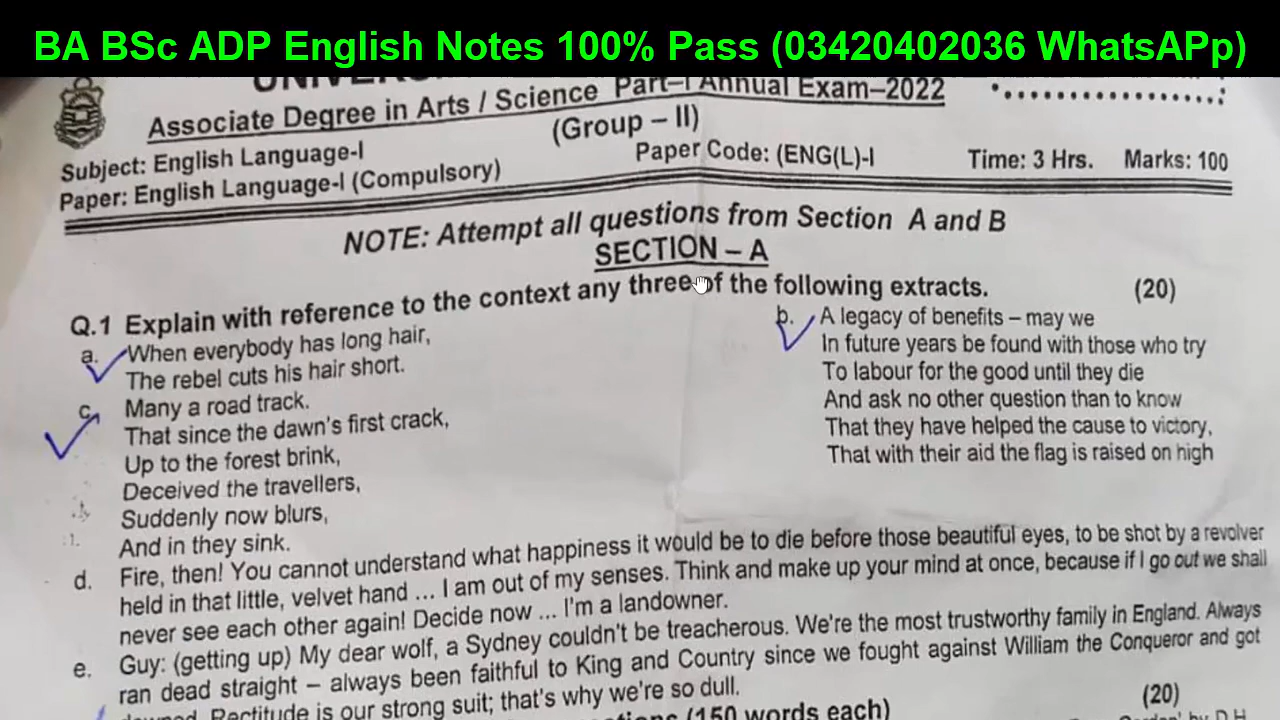 BA BSc ADP English Notes 100% Pass (03420402036 WhatsAPp)
Associate Degree in Arts / Science Part-I Annual Exam-2022
(Group – II)
Subject: English Language-I
Paper: English Language-I (Compulsory)
Paper Code: (ENG(L)-I
Time: 3 Hrs. Marks: 100
NOTE: Attempt all questions from Section A and B
SECTION – A
Q.1 Explain with reference to the context any three of the following extracts. (20)
a. When everybody has long hair,
The rebel cuts his hair short.
b. A legacy of benefits – may we
In future years be found with those who try
To labour for the good until they die
And ask no other question than to know
That they have helped the cause to victory,
That with their aid the flag is raised on high
c. Many a road track.
That since the dawn's first crack,
Up to the forest brink,
Deceived the travellers,
Suddenly now blurs,
And in they sink.
d. Fire, then! You cannot understand what happiness it would be to die before those beautiful eyes, to be shot by a revolver
held in that little, velvet hand ... I am out of my senses. Think and make up your mind at once, because if I go out we shall
never see each other again! Decide now ... I'm a landowner.
e. Guy: (getting up) My dear wolf, a Sydney couldn't be treacherous. We're the most trustworthy family in England. Always
ran dead straight – always been faithful to King and Country since we fought against William the Conqueror and got
Rectitude is our strong suit; that's why we're so dull.
(150 words each) (20)
by D.H.